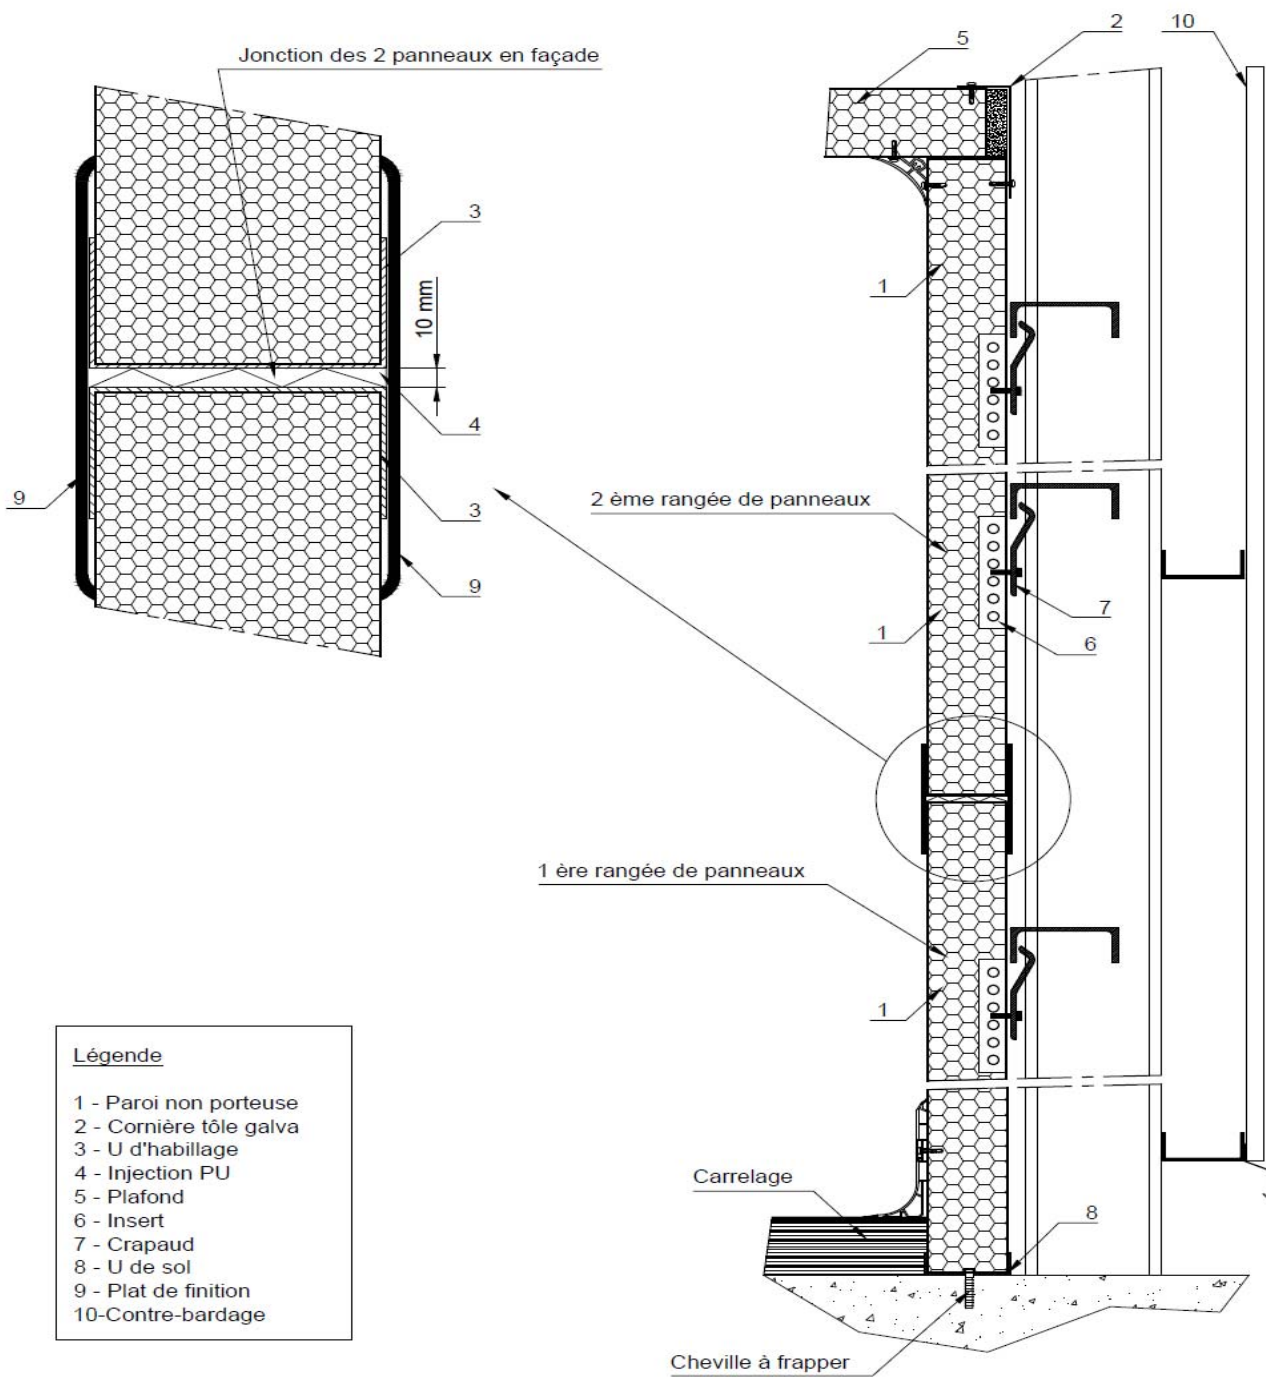 Jonction des 2 panneaux en façade
5
2
10
3
10 mm
1
4
9
3
2 ème rangée de panneaux
9
7
1
6
1 ère rangée de panneaux
1
Légende
1 - Paroi non porteuse
2 - Cornière tôle galva
3 - U d'habillage
4 - Injection PU
5 - Plafond
6 - Insert
7 - Crapaud
8 - U de sol
9 - Plat de finition
10-Contre-bardage
Carrelage
8
Cheville à frapper